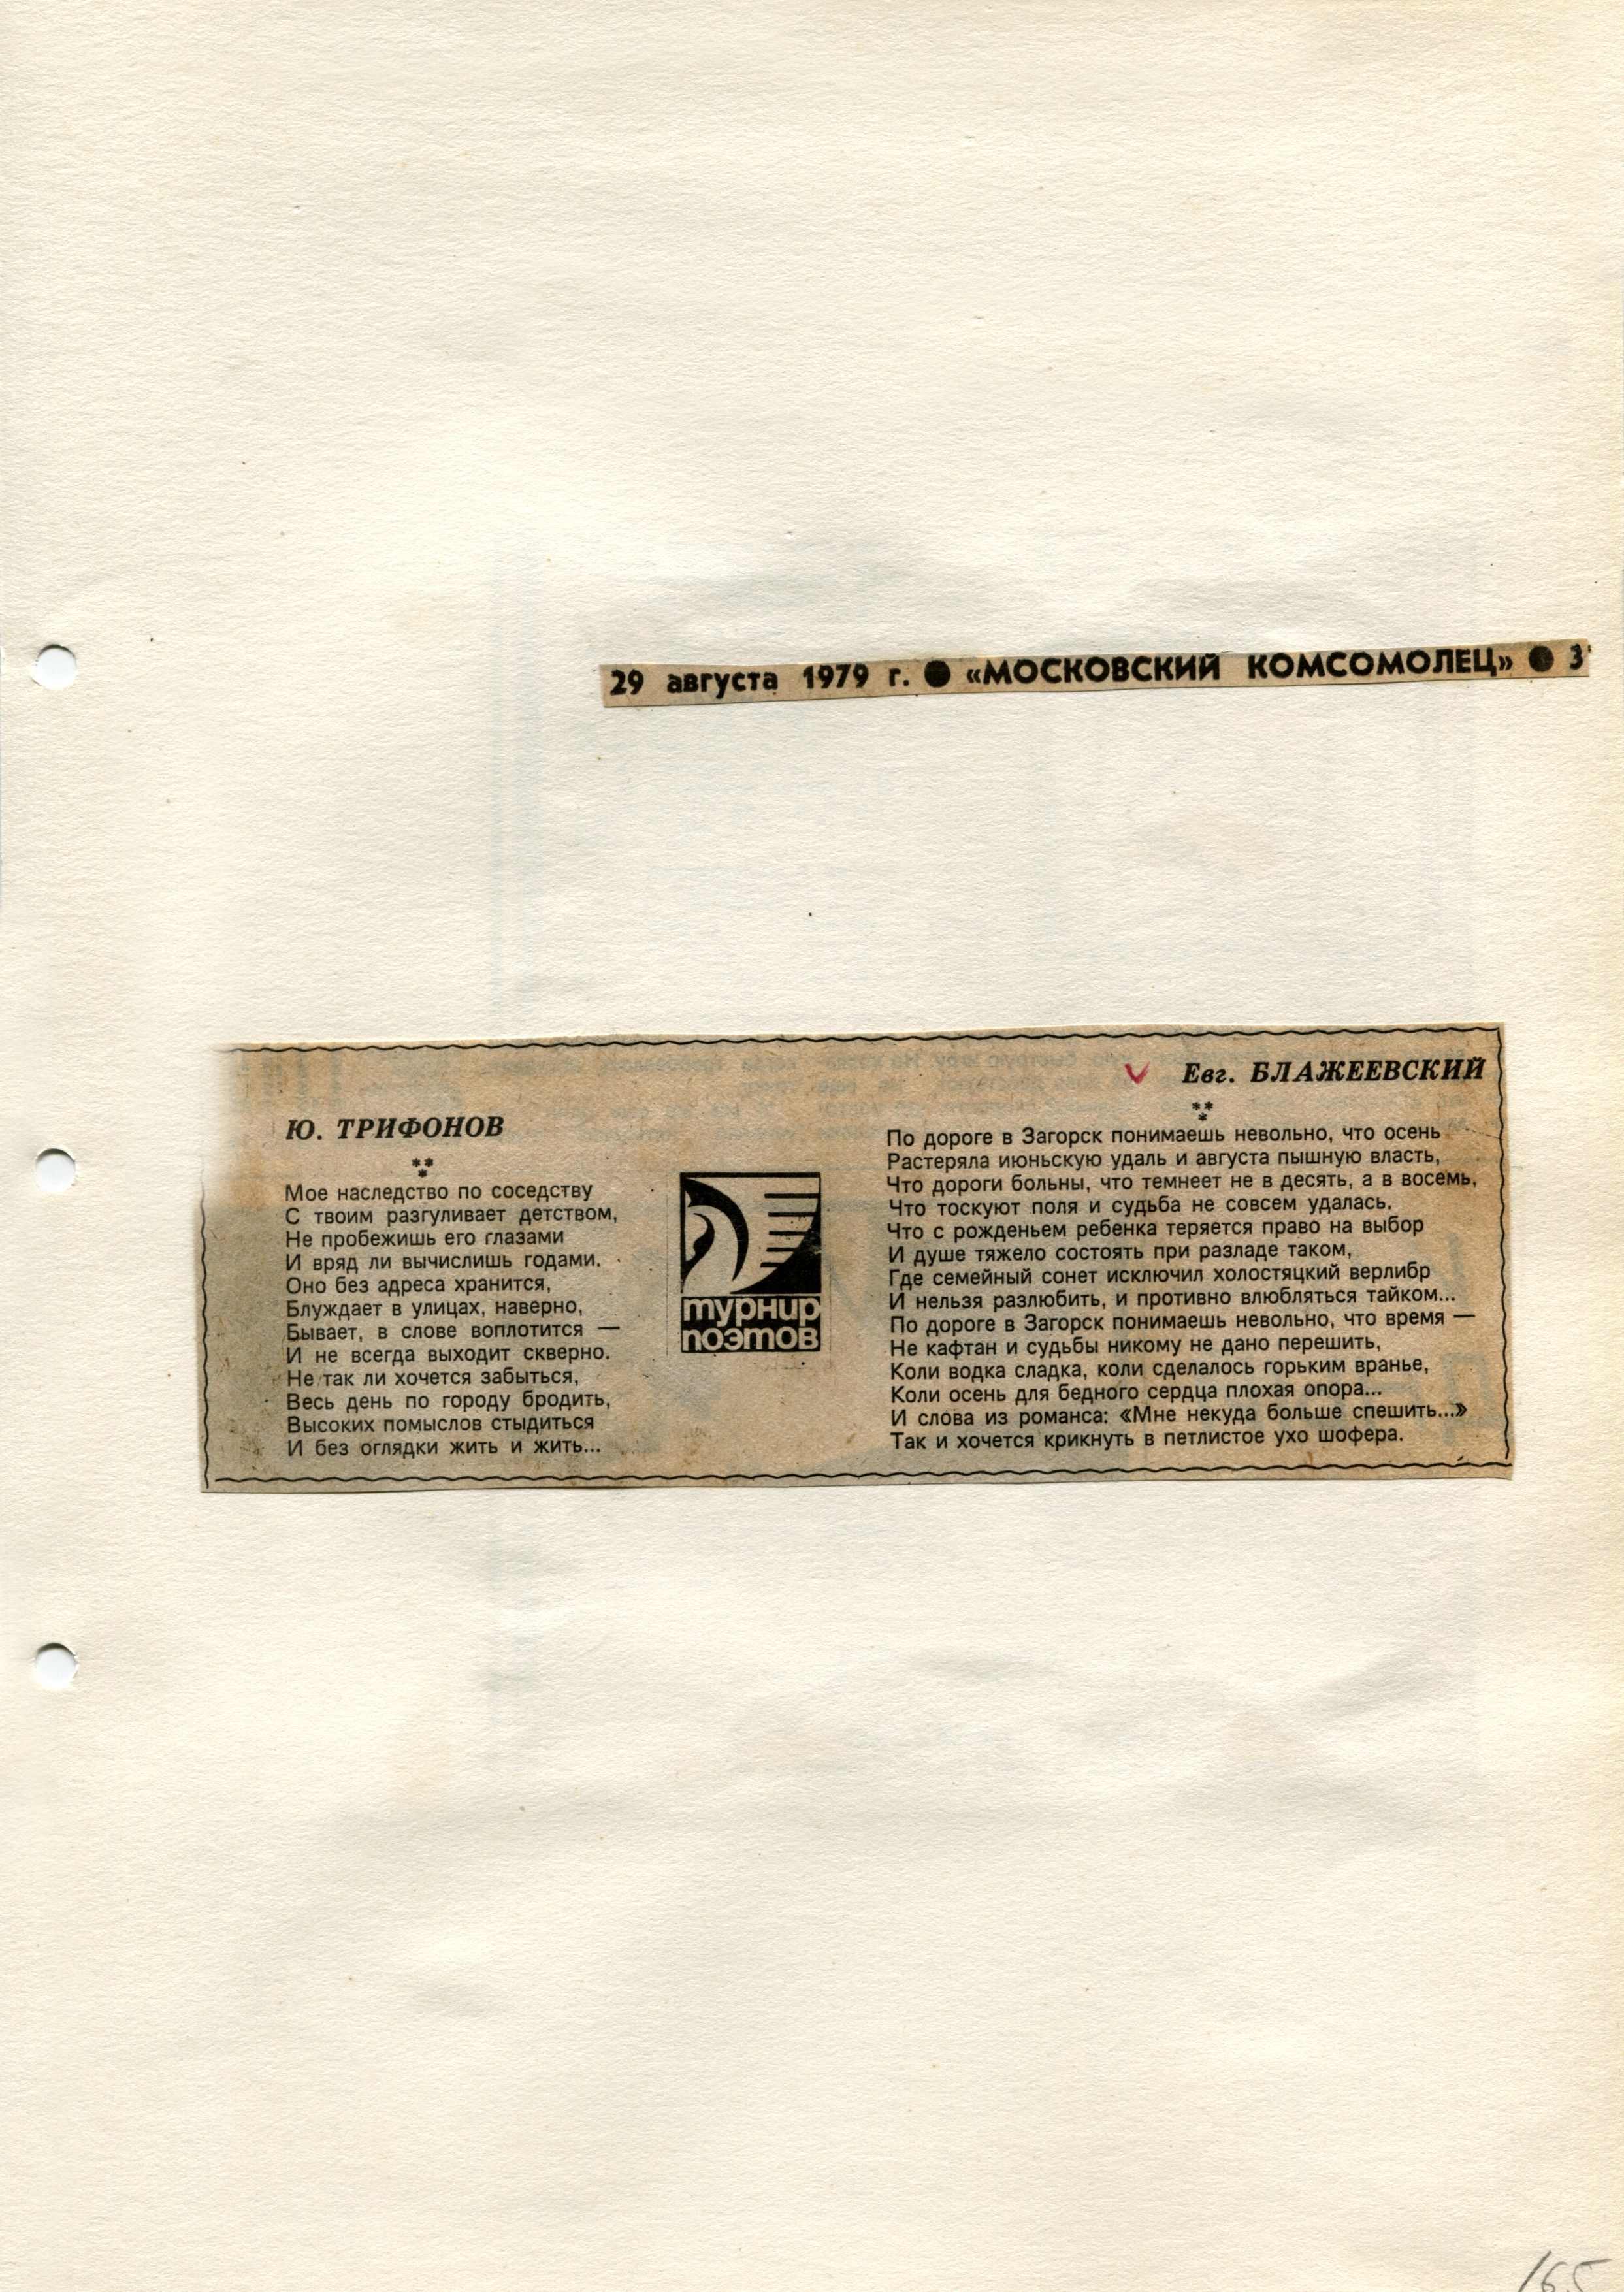 29 августа 1979 г. ● «МОСКОВСКИЙ КОМСОМОЛЕЦ» ● 3
Ю. ТРИФОНОВ
***
Мое наследство по соседству
С твоим разгуливает детством,
Не пробежишь его глазами
И вряд ли вычислишь годами.
Оно без адреса хранится,
Блуждает в улицах, наверно,
Бывает, в слове воплотится —
И не всегда выходит скверно.
Не так ли хочется забыться,
Весь день по городу бродить,
Высоких помыслов стыдиться
И без оглядки жить и жить...
турнир
поэтов
Евг. БЛАЖЕЕВСКИЙ
***
По дороге в Загорск понимаешь невольно, что осень
Растеряла июньскую удаль и августа пышную власть,
Что дороги больны, что темнеет не в десять, а в восемь,
Что тоскуют поля и судьба не совсем удалась.
Что с рожденьем ребенка теряется право на выбор
И душе тяжело состоять при разладе таком,
Где семейный сонет исключил холостяцкий верлибр
И нельзя разлюбить, и противно влюбляться тайком...
По дороге в Загорск понимаешь невольно, что время —
Не кафтан и судьбы никому не дано перешить,
Коли водка сладка, коли сделалось горьким вранье,
Коли осень для бедного сердца плохая опора...
И слова из романса: «Мне некуда больше спешить...»
Так и хочется крикнуть в петлистое ухо шофера.
165